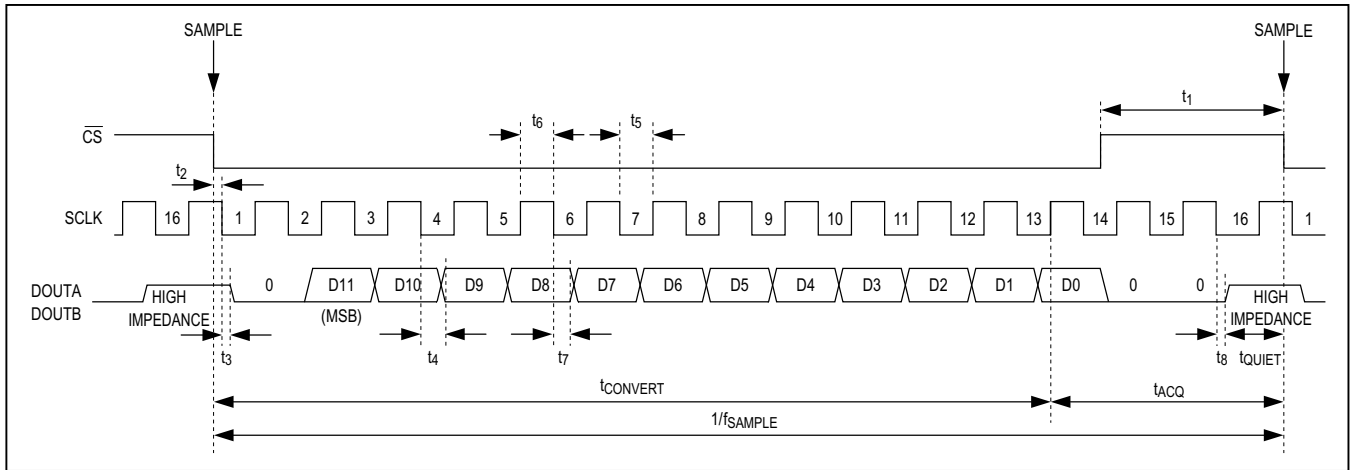 SAMPLE SAMPLE
t1
CS t6 t5
t2
SCLK 16 1 2 3 4 5 6 7 8 9 10 11 12 13 14 15 16 1
DOUTA HIGH 0 D11 D10 D9 D8 D7 D6 D5 D4 D3 D2 D1 D0 0 0 HIGH
DOUTB IMPEDANCE (MSB) IMPEDANCE
t3 t4 t7 t8 tQUIET
tCONVERT tACQ
1/fSAMPLE